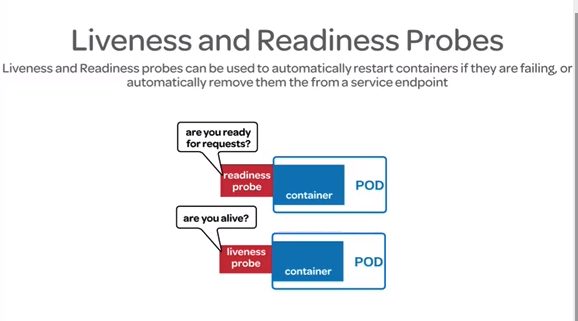 Liveness and Readiness Probes
Liveness and Readiness probes can be used to automatically restart containers if they are failing, or
automatically remove them the from a service endpoint
are you ready
for requests?
readiness
probe
container
POD
are you alive?
liveness
probe
container
POD